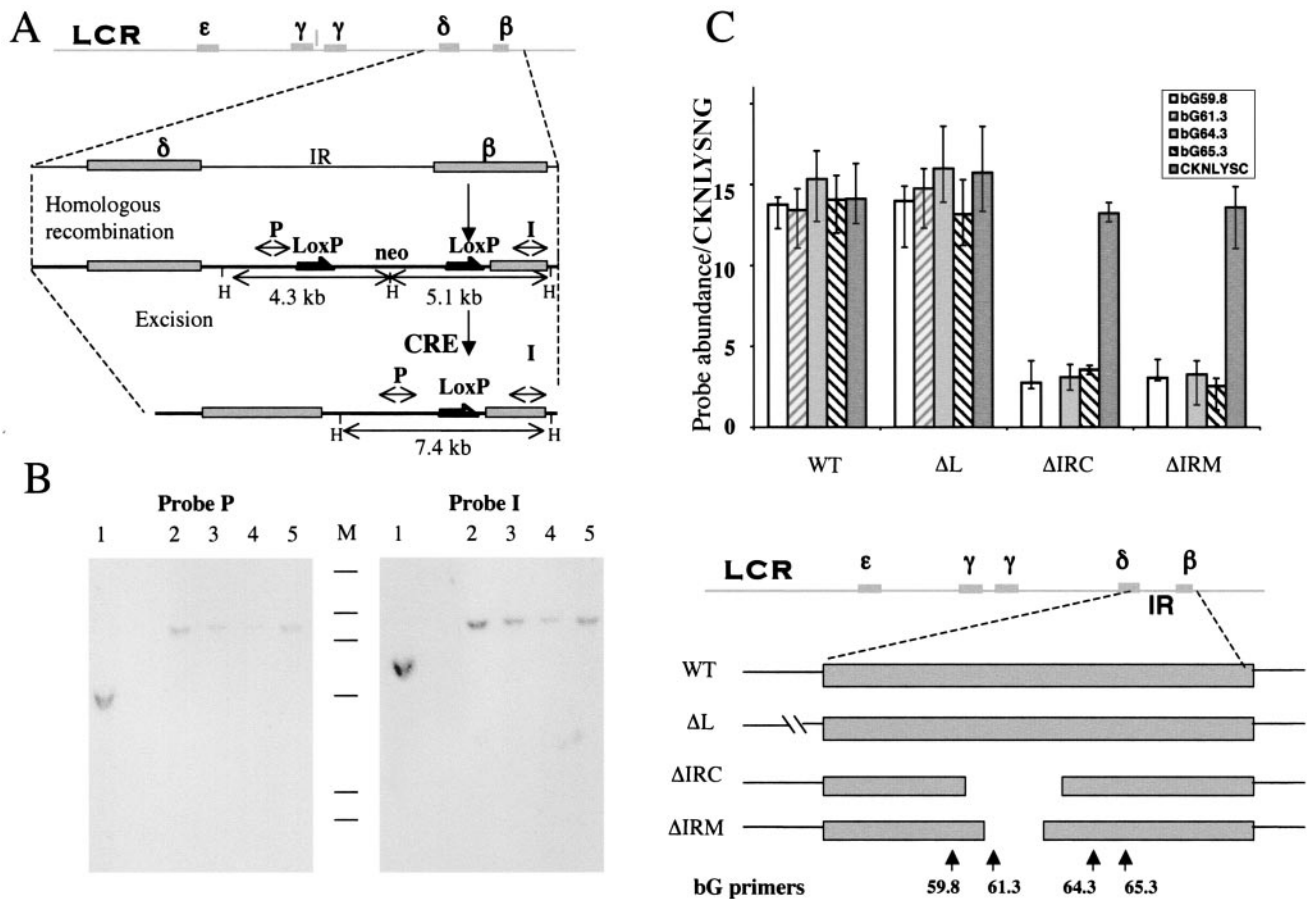 A
LCR
ε γ γ δ β
δ IR β
Homologous
recombination
P LoxP neo LoxP I
H 4.3 kb H 5.1 kb H
Excision
CRE
P LoxP I
H 7.4 kb H
B
Probe P Probe I
1 2 3 4 5 M 1 2 3 4 5
C
Probe abundance/CKNLYSNG
15
10
5
0
bG59.8
bG61.3
bG64.3
bG65.3
CKNLYSC
WT ΔL ΔIRC ΔIRM
LCR
ε γ γ δ β
IR
WT
ΔL
ΔIRC
ΔIRM
bG primers 59.8 61.3 64.3 65.3